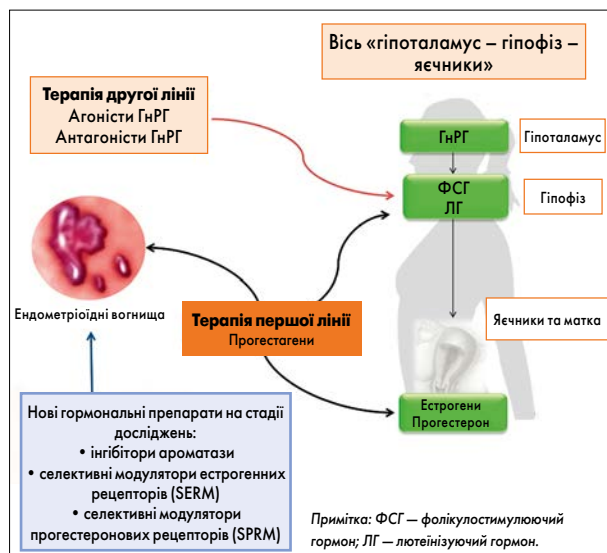 Вісь «гіпоталамус – гіпофіз –
яєчники»
Терапія другої лінії
Агоністи ГнРГ
Антагоністи ГнРГ
ГнРГ
Гіпоталамус
ФСГ
ЛГ
Гіпофіз
Ендометріоїдні вогнища
Терапія першої лінії
Прогестагени
Яєчники та матка
Естрогени
Прогестерон
Нові гормональні препарати на стадії
досліджень:
• інгібітори ароматази
• селективні модулятори естрогенних
рецепторів (SERM)
• селективні модулятори
прогестеронових рецепторів (SPRM)
Примітка: ФСГ — фолікулостимулюючий
гормон; ЛГ — лютеїнізуючий гормон.